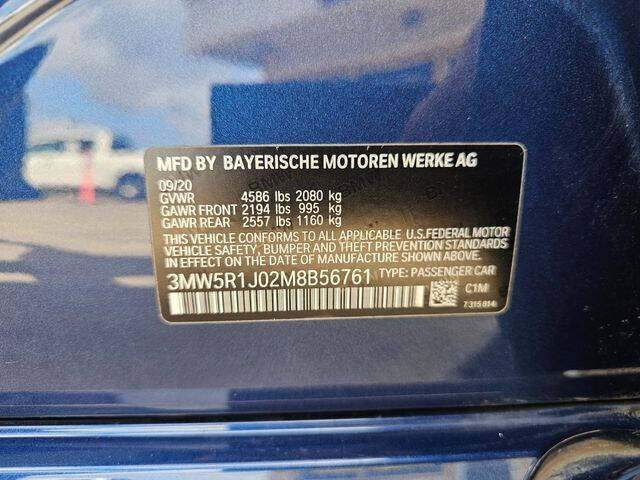 MFD BY BAYERISCHE MOTOREN WERKE AG
09/20
GVWR 4586 lbs 2080 kg
GAWR FRONT 2194 lbs 995 kg
GAWR REAR 2557 lbs 1160 kg
THIS VEHICLE CONFORMS TO ALL APPLICABLE U.S. FEDERAL MOTOR
VEHICLE SAFETY, BUMPER AND THEFT PREVENTION
STANDARDS IN EFFECT ON THE DATE OF MANUFACTURE SHOWN ABOVE.
3MW5R1J02M8B56761 TYPE: PASSENGER CAR
C1M
7 315 814